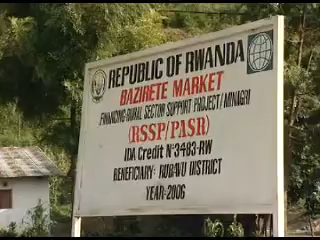 REPUBLIC OF RWANDA
BAZIRETE MARKET
FINANCING:RURAL SECTOR SUPPORT PROJECT/MINAGRI
(RSSP/PASR)
IDA Credit N°3483-RW
BENEFICIARY: RUBAVU DISTRICT
YEAR-2006